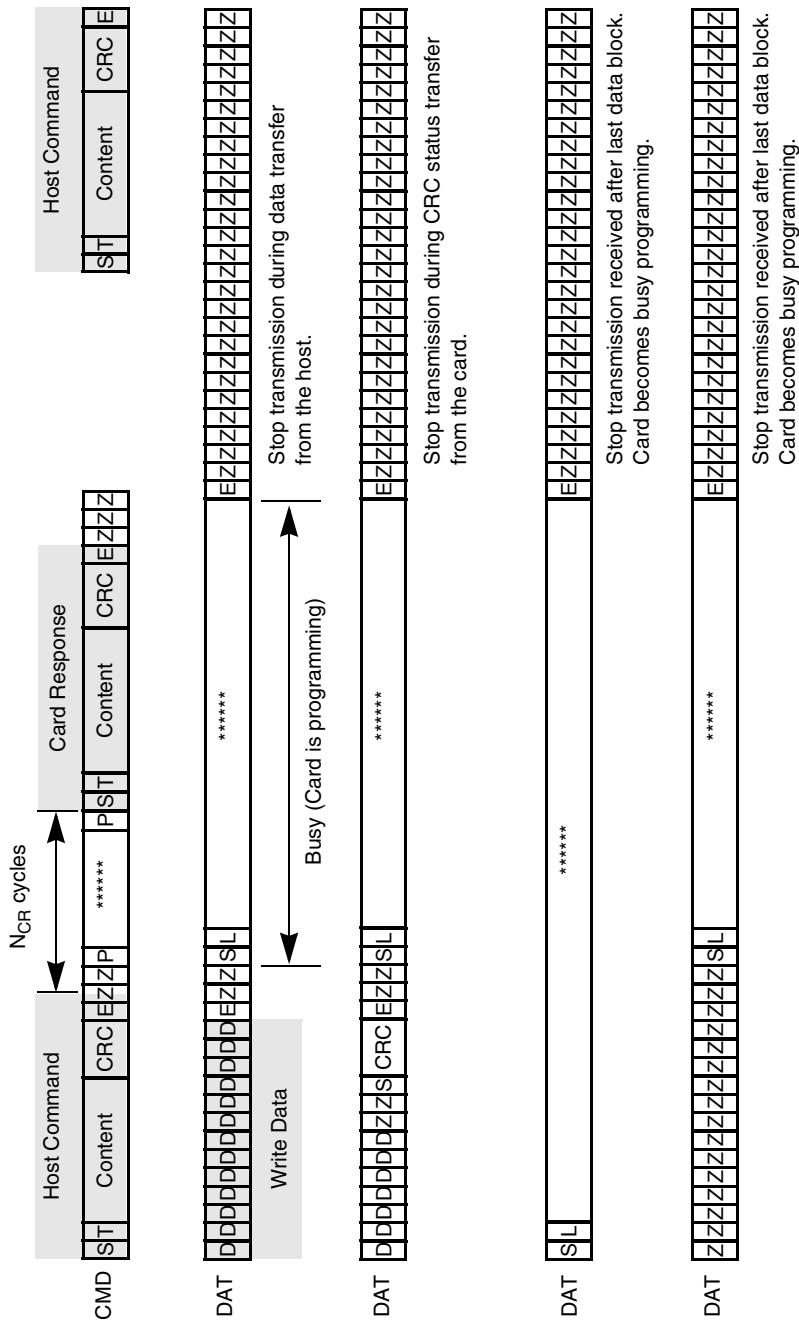 Host Command
N_CR cycles
Card Response
Host Command
CMD S T Content CRC E Z Z P ****** P S T Content CRC E Z Z Z S T Content CRC E
DAT D D D D D D D D D D D D D E Z Z S L ****** E Z Z Z Z Z Z Z Z Z Z Z Z Z Z Z Z Z Z Z Z Z Z Z Z Z Z
Write Data
Busy (Card is programming)
Stop transmission during data transfer
from the host.
DAT D D D D D D D Z Z S CRC E Z Z S L ****** E Z Z Z Z Z Z Z Z Z Z Z Z Z Z Z Z Z Z Z Z Z Z Z Z Z Z
Stop transmission during CRC status transfer
from the card.
DAT S L ****** E Z Z Z Z Z Z Z Z Z Z Z Z Z Z Z Z Z Z Z Z Z Z Z Z Z Z
Stop transmission received after last data block.
Card becomes busy programming.
DAT Z Z Z Z Z Z Z Z Z Z Z Z Z Z Z Z S L ****** E Z Z Z Z Z Z Z Z Z Z Z Z Z Z Z Z Z Z Z Z Z Z Z Z Z Z
Stop transmission received after last data block.
Card becomes busy programming.